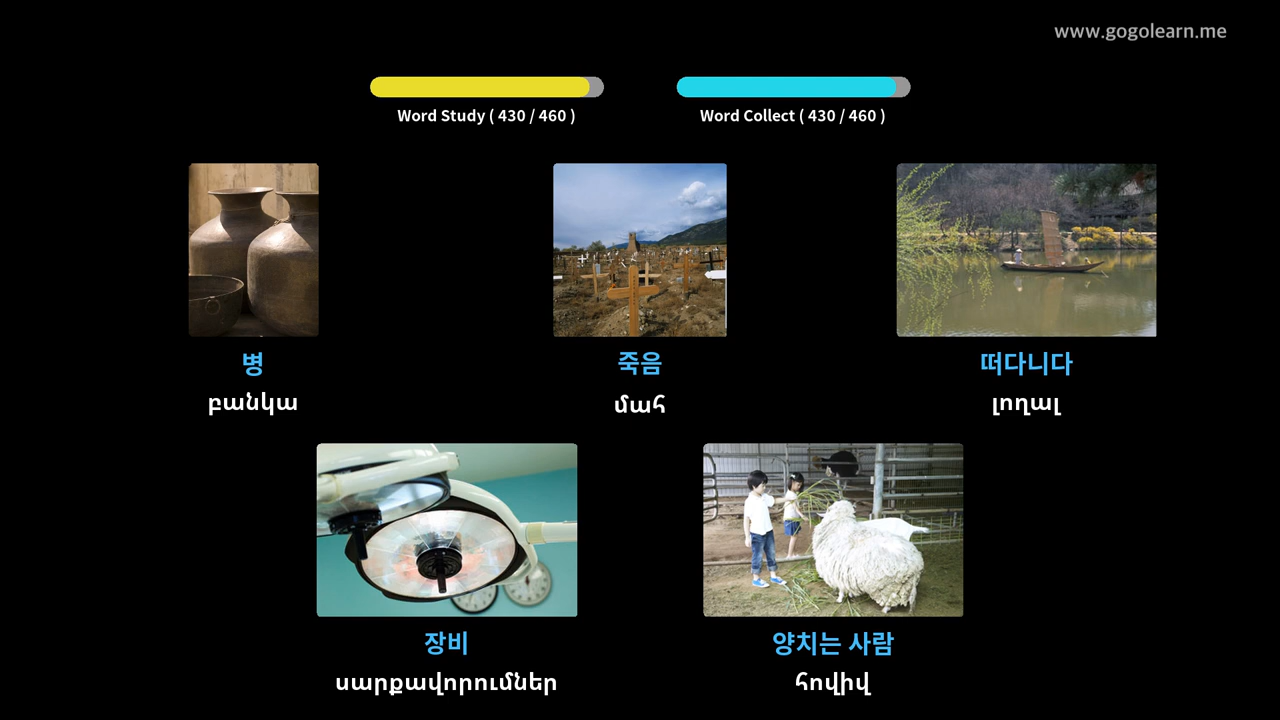 www.gogolearn.me
Word Study ( 430 / 460 )
Word Collect ( 430 / 460 )
병
բանկա
죽음
մահ
떠다니다
լողալ
장비
սարքավորումներ
양치는 사람
հովիվ